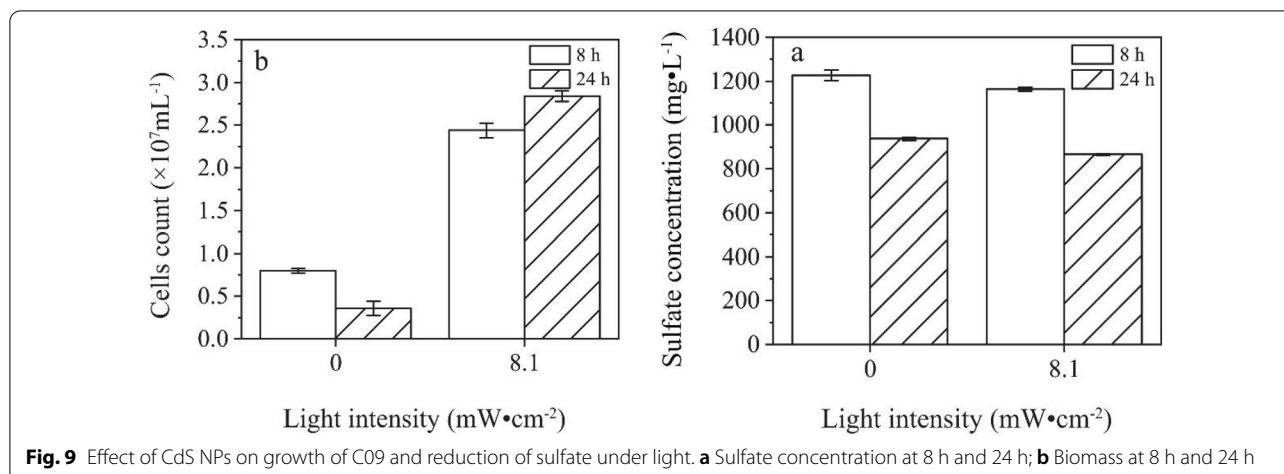 b
8 h
24 h
3.5
3.0
2.5
2.0
1.5
1.0
0.5
0.0
Cells count (×10⁷mL⁻¹)
0
8.1
Light intensity (mW•cm⁻²)
a
8 h
24 h
1400
1200
1000
800
600
400
200
0
Sulfate concentration (mg•L⁻¹)
0
8.1
Light intensity (mW•cm⁻²)
Fig. 9 Effect of CdS NPs on growth of C09 and reduction of sulfate under light. a Sulfate concentration at 8 h and 24 h; b Biomass at 8 h and 24 h